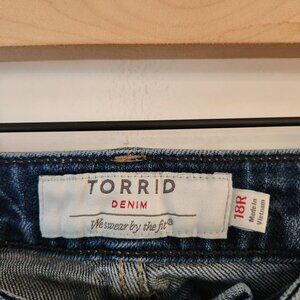 TORRID
DENIM
We swear by the fit®
18R
Made in
Vietnam